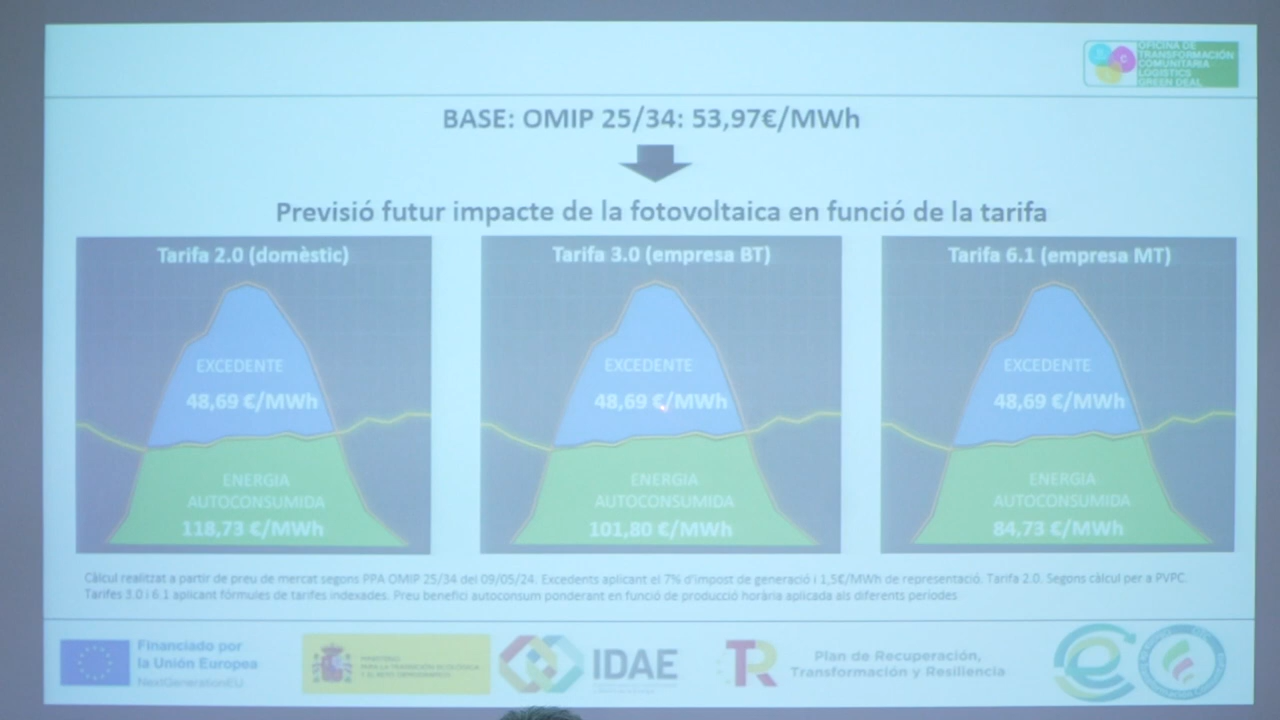 OFICINA DE
TRANSFORMACIÓN
COMUNITARIA
LOGISTICS
GREEN DEAL
BASE: OMIP 25/34: 53,97€/MWh
Previsió futur impacte de la fotovoltaica en funció de la tarifa
Tarifa 2.0 (domèstic)
EXCEDENTE
48,69 €/MWh
ENERGIA
AUTOCONSUMIDA
118,73 €/MWh
Tarifa 3.0 (empresa BT)
EXCEDENTE
48,69 €/MWh
ENERGIA
AUTOCONSUMIDA
101,80 €/MWh
Tarifa 6.1 (empresa MT)
EXCEDENTE
48,69 €/MWh
ENERGIA
AUTOCONSUMIDA
84,73 €/MWh
Càlcul realitzat a partir de preu de mercat segons PPA OMIP 25/34 del 09/05/24. Excedents aplicant el 7% d'impost de generació i 1,5€/MWh de representació. Tarifa 2.0. Segons càlcul per a PVPC.
Tarifes 3.0 i 6.1 aplicant fórmules de tarifes indexades. Preu benefici autoconsum ponderant en funció de producció horària aplicada als diferents periodes
Financiado por
la Unión Europea
NextGenerationEU
IDAE
TR
Plan de Recuperación,
Transformación y Resiliencia